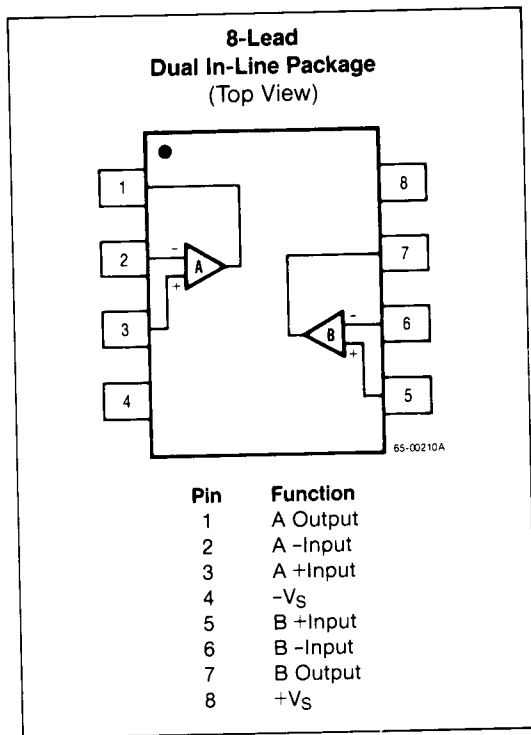 8-Lead
Dual In-Line Package
(Top View)
1
8
2
-
A
+
7
3
B
-
+
6
4
5
65-00210A
Pin Function
1 A Output
2 A -Input
3 A +Input
4 -VS
5 B +Input
6 B -Input
7 B Output
8 +VS